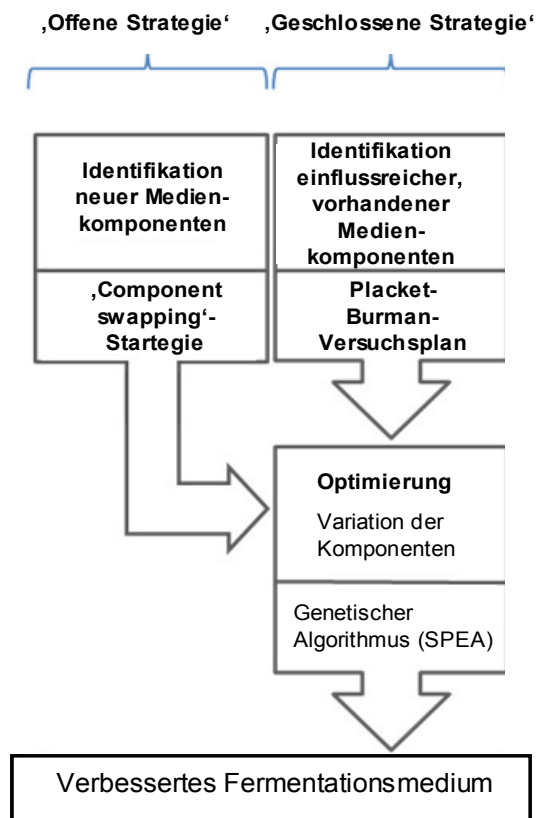 ‚Offene Strategie‘
‚Geschlossene Strategie‘
Identifikation
neuer Medien-
komponenten
‚Component
swapping‘-
Startegie
Identifikation
einflussreicher,
vorhandener
Medien-
komponenten
Placket-
Burman-
Versuchsplan
Optimierung
Variation der
Komponenten
Genetischer
Algorithmus (SPEA)
Verbessertes Fermentationsmedium